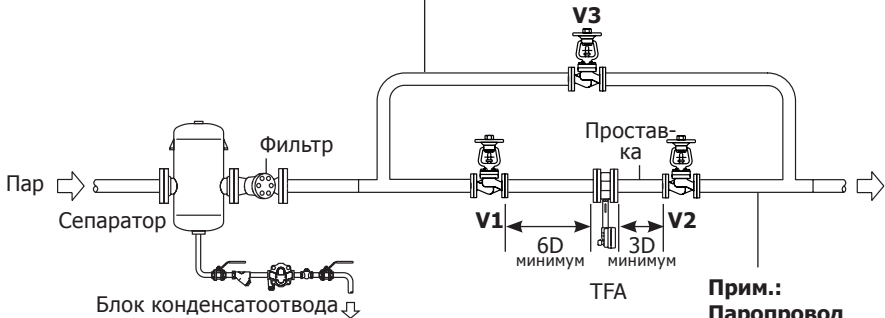 V3
Простав-
ка
Фильтр
Пар
Сепаратор
V1
V2
6D
минимум
3D
минимум
TFA
Прим.:
Паропровод
Блок конденсатоотвода